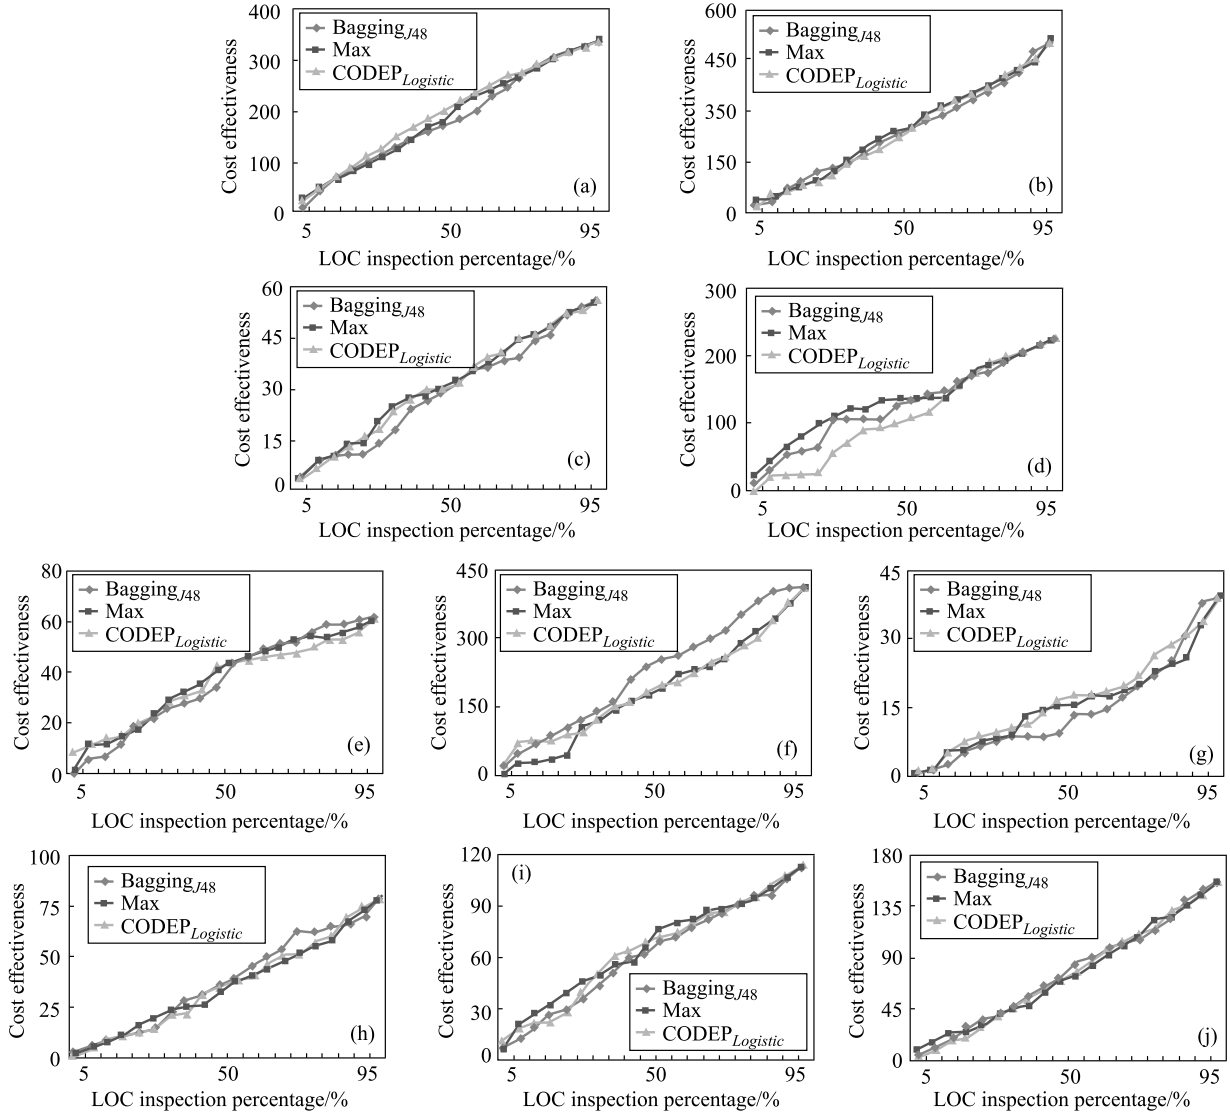 400
300
200
100
0
Cost effectiveness
Bagging_J48
Max
CODEP_Logistic
(a)
5 50 95
LOC inspection percentage/%
600
450
350
150
0
Cost effectiveness
Bagging_J48
Max
CODEP_Logistic
(b)
5 50 95
LOC inspection percentage/%
60
45
30
15
0
Cost effectiveness
Bagging_J48
Max
CODEP_Logistic
(c)
5 50 95
LOC inspection percentage/%
300
200
100
0
Cost effectiveness
Bagging_J48
Max
CODEP_Logistic
(d)
5 50 95
LOC inspection percentage/%
80
60
40
20
0
Cost effectiveness
Bagging_J48
Max
CODEP_Logistic
(e)
5 50 95
LOC inspection percentage/%
450
300
150
0
Cost effectiveness
Bagging_J48
Max
CODEP_Logistic
(f)
5 50 95
LOC inspection percentage/%
45
30
15
0
Cost effectiveness
Bagging_J48
Max
CODEP_Logistic
(g)
5 50 95
LOC inspection percentage/%
100
75
50
25
0
Cost effectiveness
Bagging_J48
Max
CODEP_Logistic
(h)
5 50 95
LOC inspection percentage/%
120
90
60
30
0
Cost effectiveness
(i)
Bagging_J48
Max
CODEP_Logistic
5 50 95
LOC inspection percentage/%
180
135
90
45
0
Cost effectiveness
Bagging_J48
Max
CODEP_Logistic
(j)
5 50 95
LOC inspection percentage/%